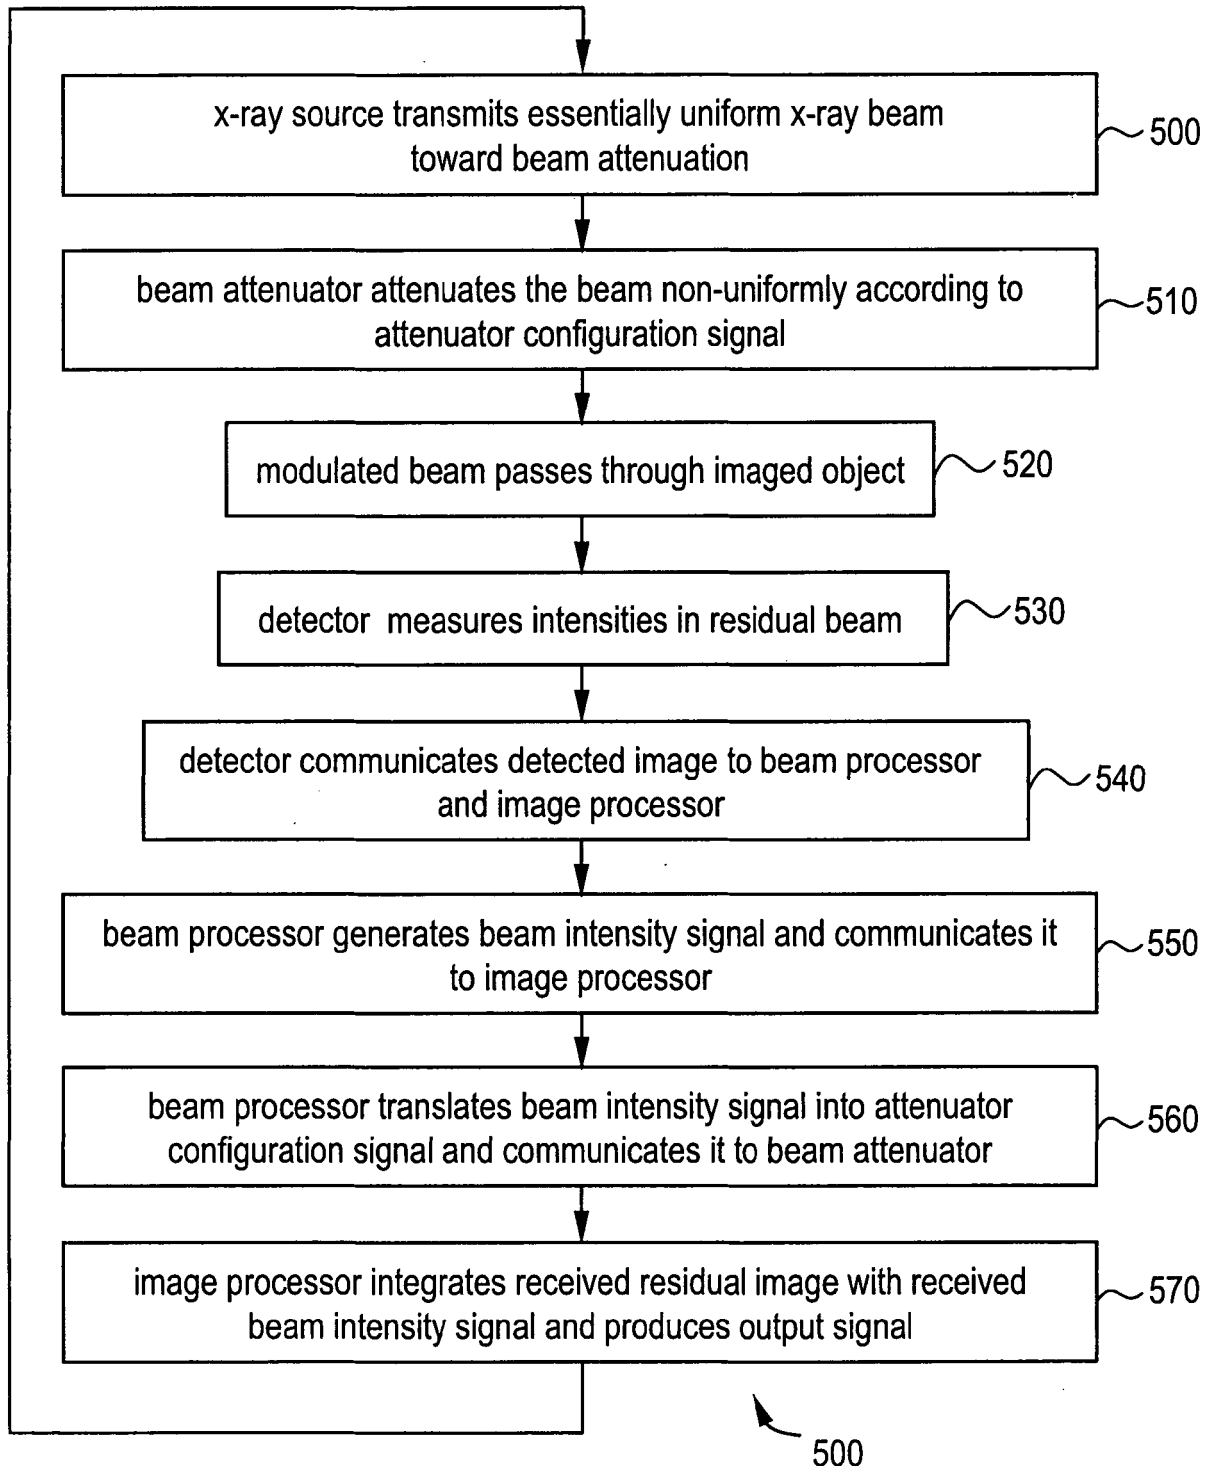 x-ray source transmits essentially uniform x-ray beam
toward beam attenuation
500
beam attenuator attenuates the beam non-uniformly according to
attenuator configuration signal
510
modulated beam passes through imaged object
520
detector measures intensities in residual beam
530
detector communicates detected image to beam processor
and image processor
540
beam processor generates beam intensity signal and communicates it
to image processor
550
beam processor translates beam intensity signal into attenuator
configuration signal and communicates it to beam attenuator
560
image processor integrates received residual image with received
beam intensity signal and produces output signal
570
500